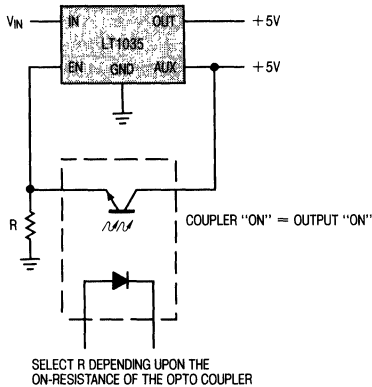 V_IN IN OUT +5V
LT1035
EN GND AUX +5V
R
COUPLER "ON" = OUTPUT "ON"
SELECT R DEPENDING UPON THE
ON-RESISTANCE OF THE OPTO COUPLER